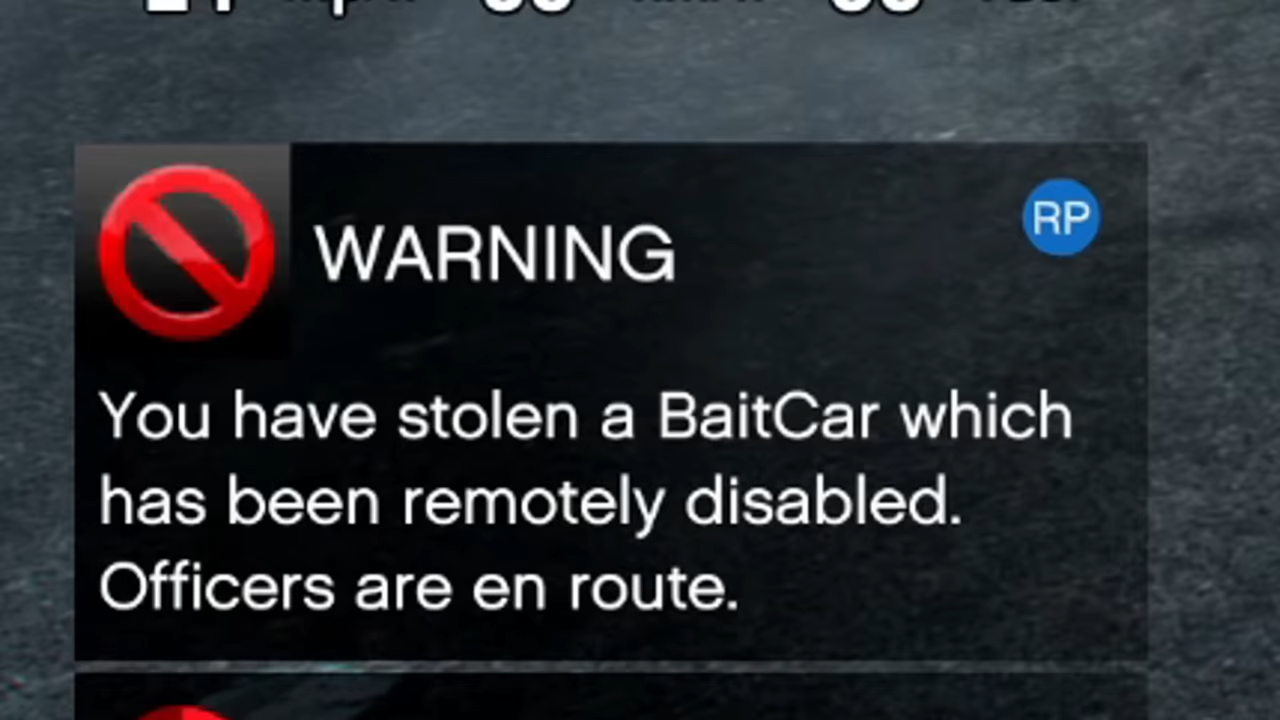 RP
WARNING
You have stolen a BaitCar which
has been remotely disabled.
Officers are en route.